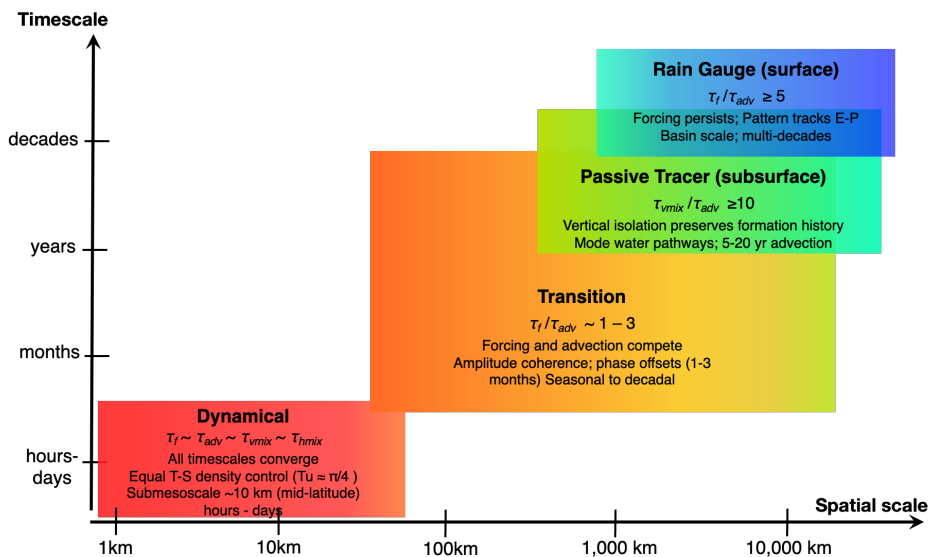 Timescale
Rain Gauge (surface)
τf /τadv ≥ 5
Forcing persists; Pattern tracks E-P
Basin scale; multi-decades
decades
Passive Tracer (subsurface)
τvmix /τadv ≥10
Vertical isolation preserves formation history
Mode water pathways; 5-20 yr advection
years
Transition
τf /τadv ~ 1 – 3
Forcing and advection compete
Amplitude coherence; phase offsets (1-3
months) Seasonal to decadal
months
Dynamical
τf ~ τadv ~ τvmix ~ τhmix
All timescales converge
Equal T-S density control (Tu ≈ π/4 )
Submesoscale ~10 km (mid-latitude)
hours - days
hours-
days
Spatial scale
1km
10km
100km
1,000 km
10,000 km